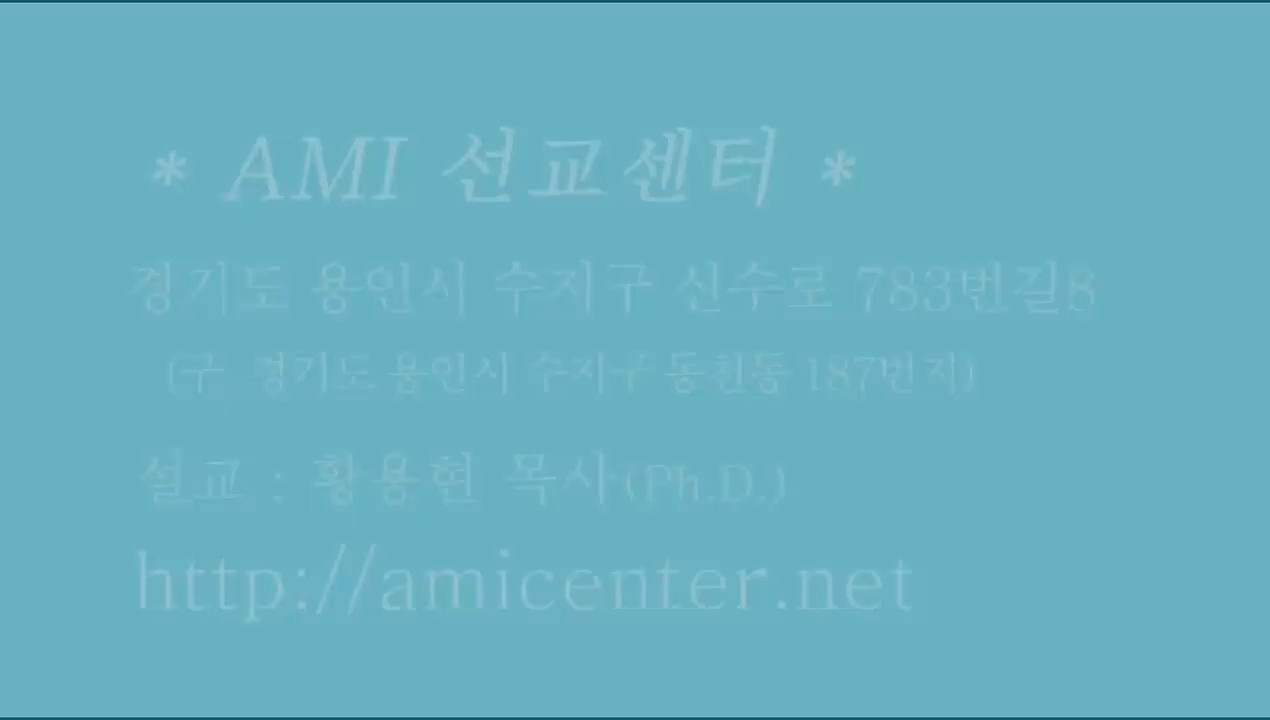 * AMI 선교센터 *
경기도 용인시 수지구 신수로 783번길8
(구 경기도 용인시 수지구 동천동 187번지)
설교 : 황용현 목사(Ph.D.)
http://amicenter.net